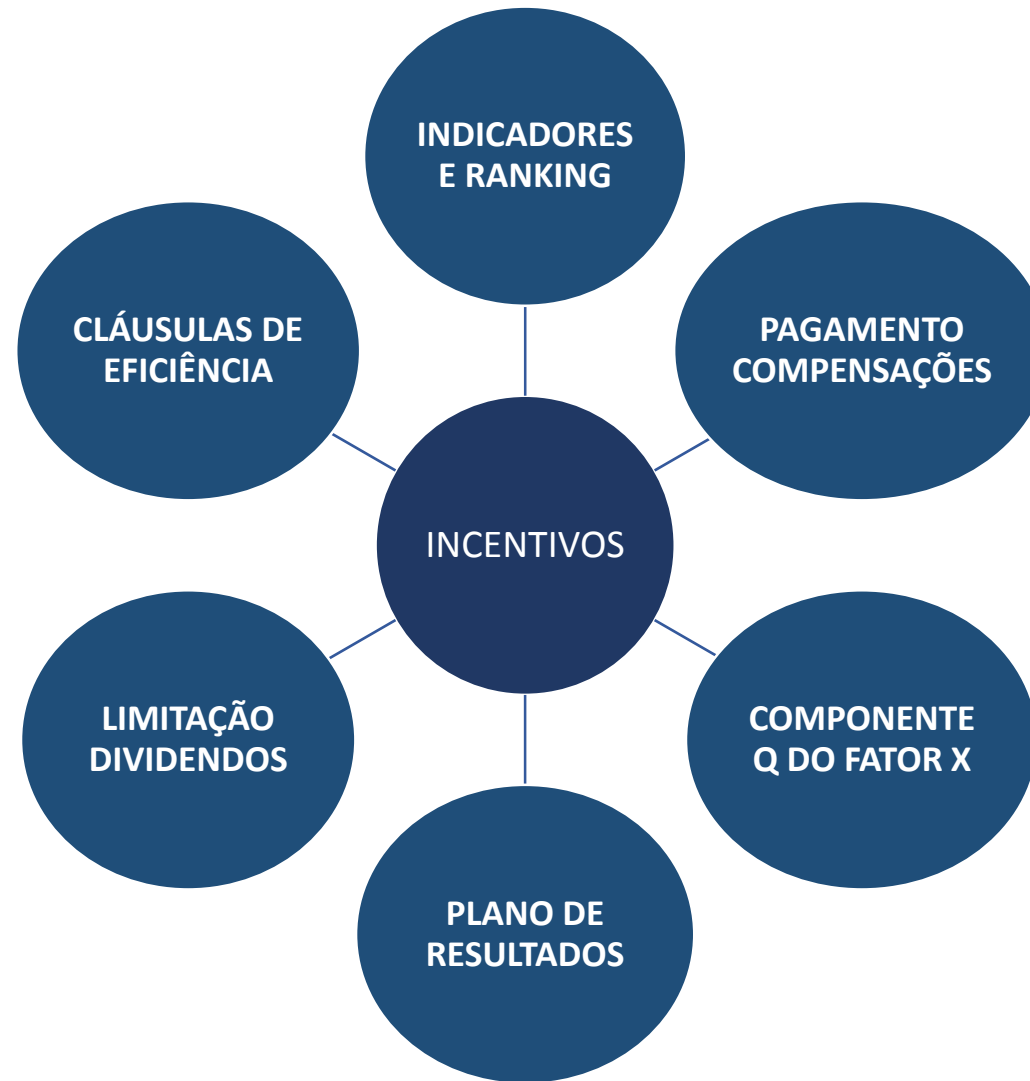 INDICADORES
E RANKING
PAGAMENTO
COMPENSAÇÕES
COMPONENTE
Q DO FATOR X
PLANO DE
RESULTADOS
LIMITAÇÃO
DIVIDENDOS
CLÁUSULAS DE
EFICIÊNCIA
INCENTIVOS